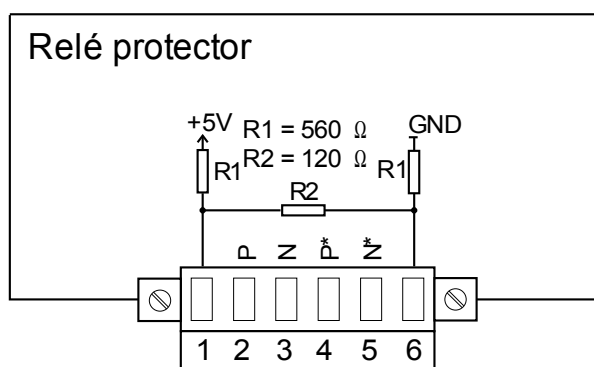 Relé protector
+5V R1 = 560 Ω GND
R2 = 120 Ω
R1 R1
R2
P N P* N*
1 2 3 4 5 6